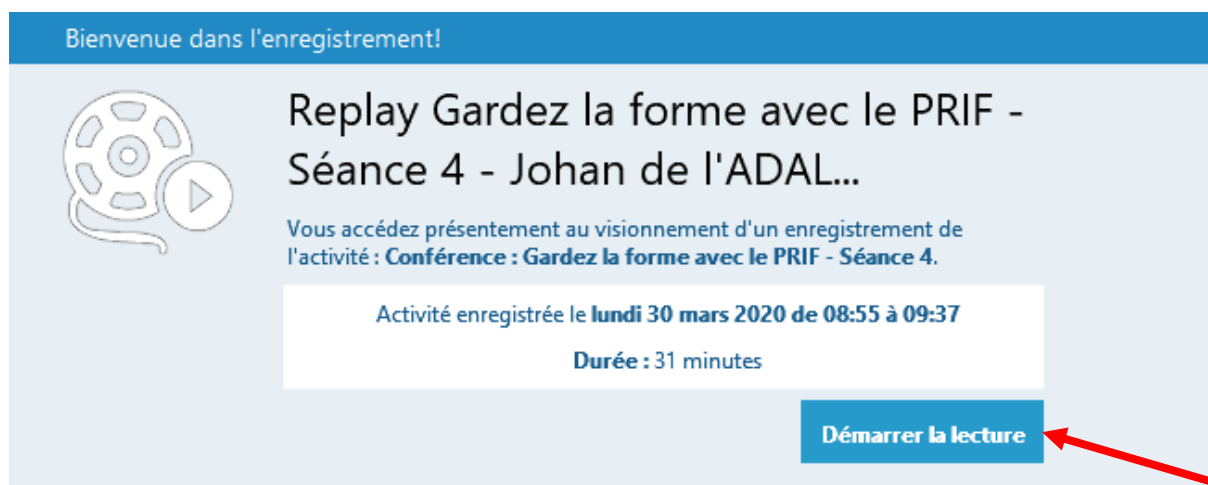 Bienvenue dans l'enregistrement!
Replay Gardez la forme avec le PRIF -
Séance 4 - Johan de l'ADAL...
Vous accédez présentement au visionnement d'un enregistrement de
l'activité : Conférence : Gardez la forme avec le PRIF - Séance 4.
Activité enregistrée le lundi 30 mars 2020 de 08:55 à 09:37
Durée : 31 minutes
Démarrer la lecture